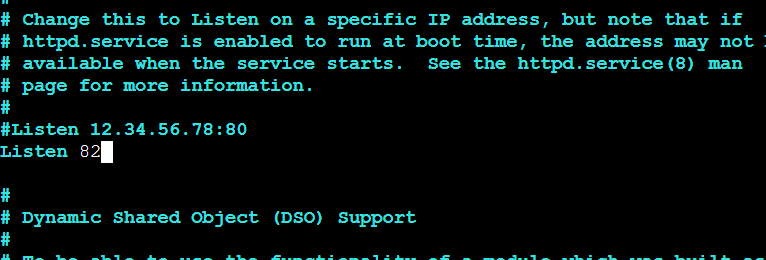 #
# Change this to Listen on a specific IP address, but note that if
# httpd.service is enabled to run at boot time, the address may not
# available when the service starts.  See the httpd.service(8) man
# page for more information.
#
#Listen 12.34.56.78:80
Listen 82
#
# Dynamic Shared Object (DSO) Support
#
# To be able to use the functionality of a module which was built as